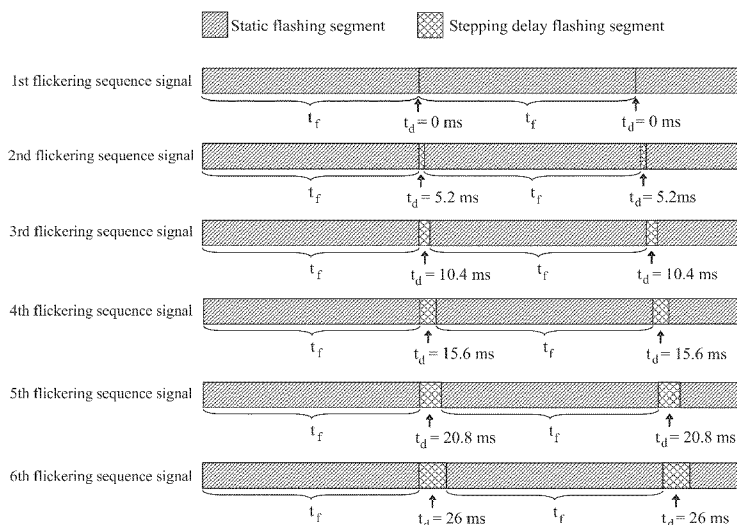 Static flashing segment
Stepping delay flashing segment
1st flickering sequence signal
t_f
t_d = 0 ms
t_f
t_d = 0 ms
2nd flickering sequence signal
t_f
t_d = 5.2 ms
t_f
t_d = 5.2ms
3rd flickering sequence signal
t_f
t_d = 10.4 ms
t_f
t_d = 10.4 ms
4th flickering sequence signal
t_f
t_d = 15.6 ms
t_f
t_d = 15.6 ms
5th flickering sequence signal
t_f
t_d = 20.8 ms
t_f
t_d = 20.8 ms
6th flickering sequence signal
t_f
t_d = 26 ms
t_f
t_d = 26 ms